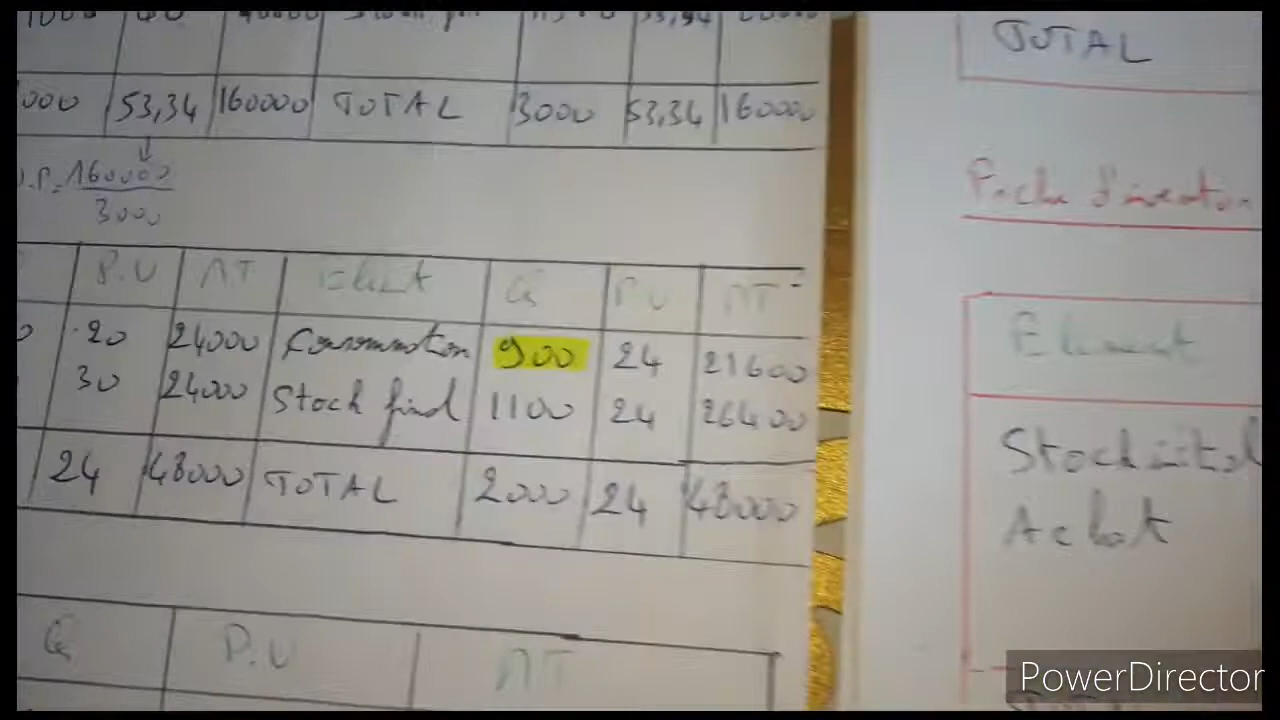 TOTAL
000 53,34 160000 TOTAL 3000 53,34 160000
.P= 160000
3000
Fiche d'inventaire
P.U MT Element Q P.U MT
20 24000 Consommation 900 24 21600
30 24000 Stock final 1100 24 26400
24 48000 TOTAL 2000 24 48000
Element
Stock initial
Achat
Q P.U MT
PowerDirector